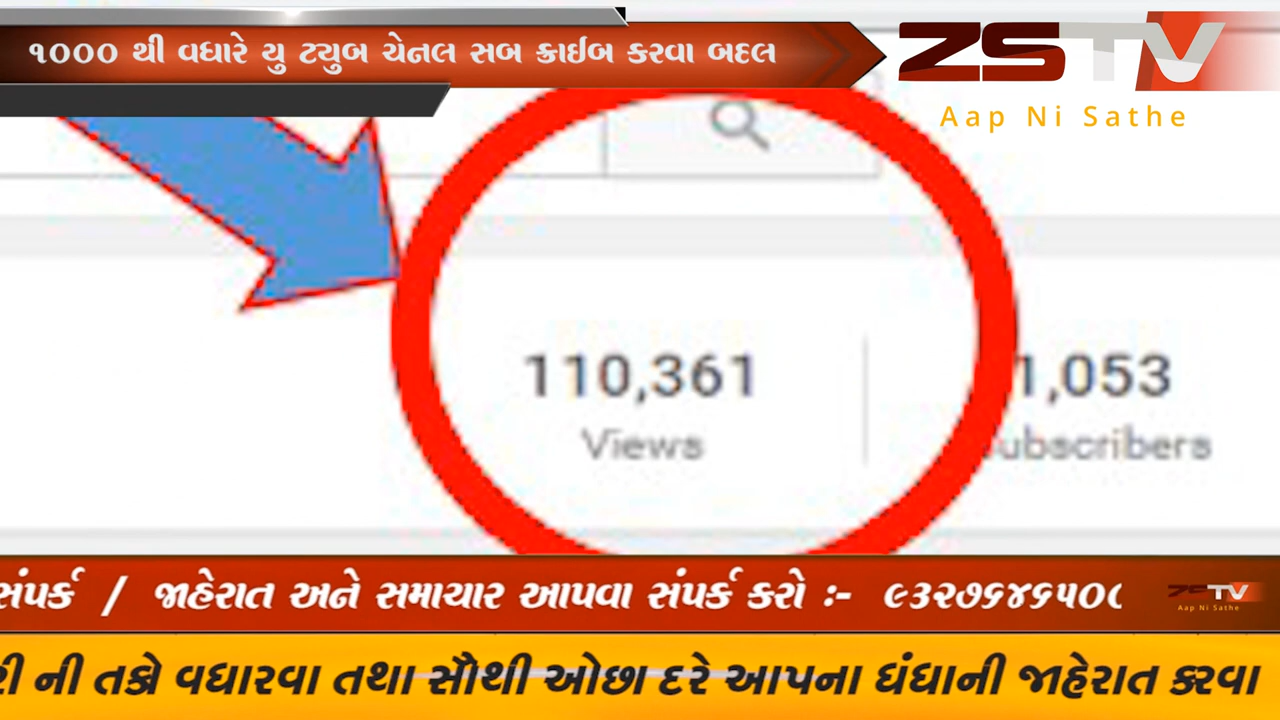 ૧૦૦૦ થી વધારે યુ ટ્યુબ ચેનલ સબ ક્રાઈબ કરવા બદલ
ZSTV
Aap Ni Sathe
110,361
1,053
Views
ubscribers
સંપર્ક / જાહેરાત અને સમાચાર આપવા સંપર્ક કરો :- ૯૩૨૭૬૪૬૫૦
ZSTV
Aap Ni Sathe
ની તકો વધારવા તથા સૌથી ઓછા દરે આપના ધંધાની જાહેરાત કરવા